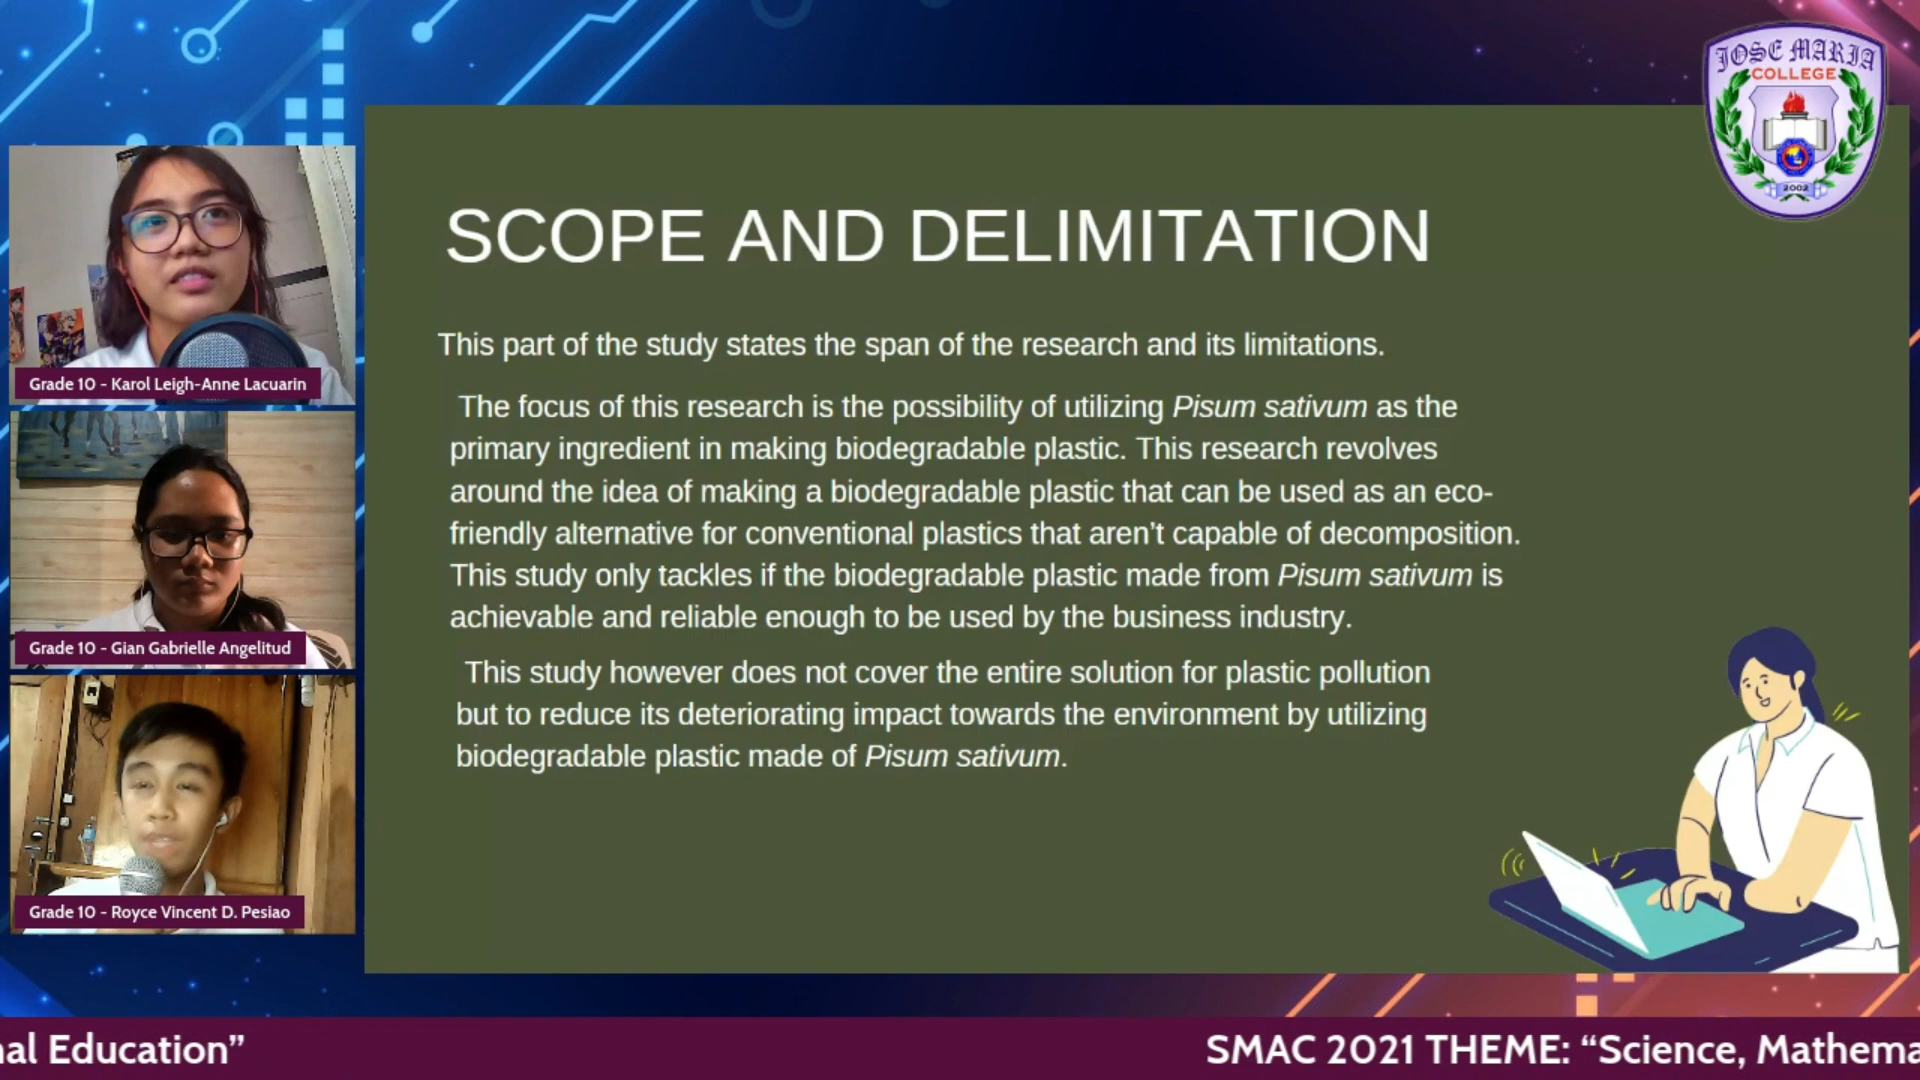 JOSE MARIA
COLLEGE
2002
SCOPE AND DELIMITATION
This part of the study states the span of the research and its limitations.
The focus of this research is the possibility of utilizing Pisum sativum as the
primary ingredient in making biodegradable plastic. This research revolves
around the idea of making a biodegradable plastic that can be used as an eco-
friendly alternative for conventional plastics that aren’t capable of decomposition.
This study only tackles if the biodegradable plastic made from Pisum sativum is
achievable and reliable enough to be used by the business industry.
This study however does not cover the entire solution for plastic pollution
but to reduce its deteriorating impact towards the environment by utilizing
biodegradable plastic made of Pisum sativum.
Grade 10 - Karol Leigh-Anne Lacuarin
Grade 10 - Gian Gabrielle Angelitud
Grade 10 - Royce Vincent D. Pesiao
nal Education”
SMAC 2021 THEME: “Science, Mathema